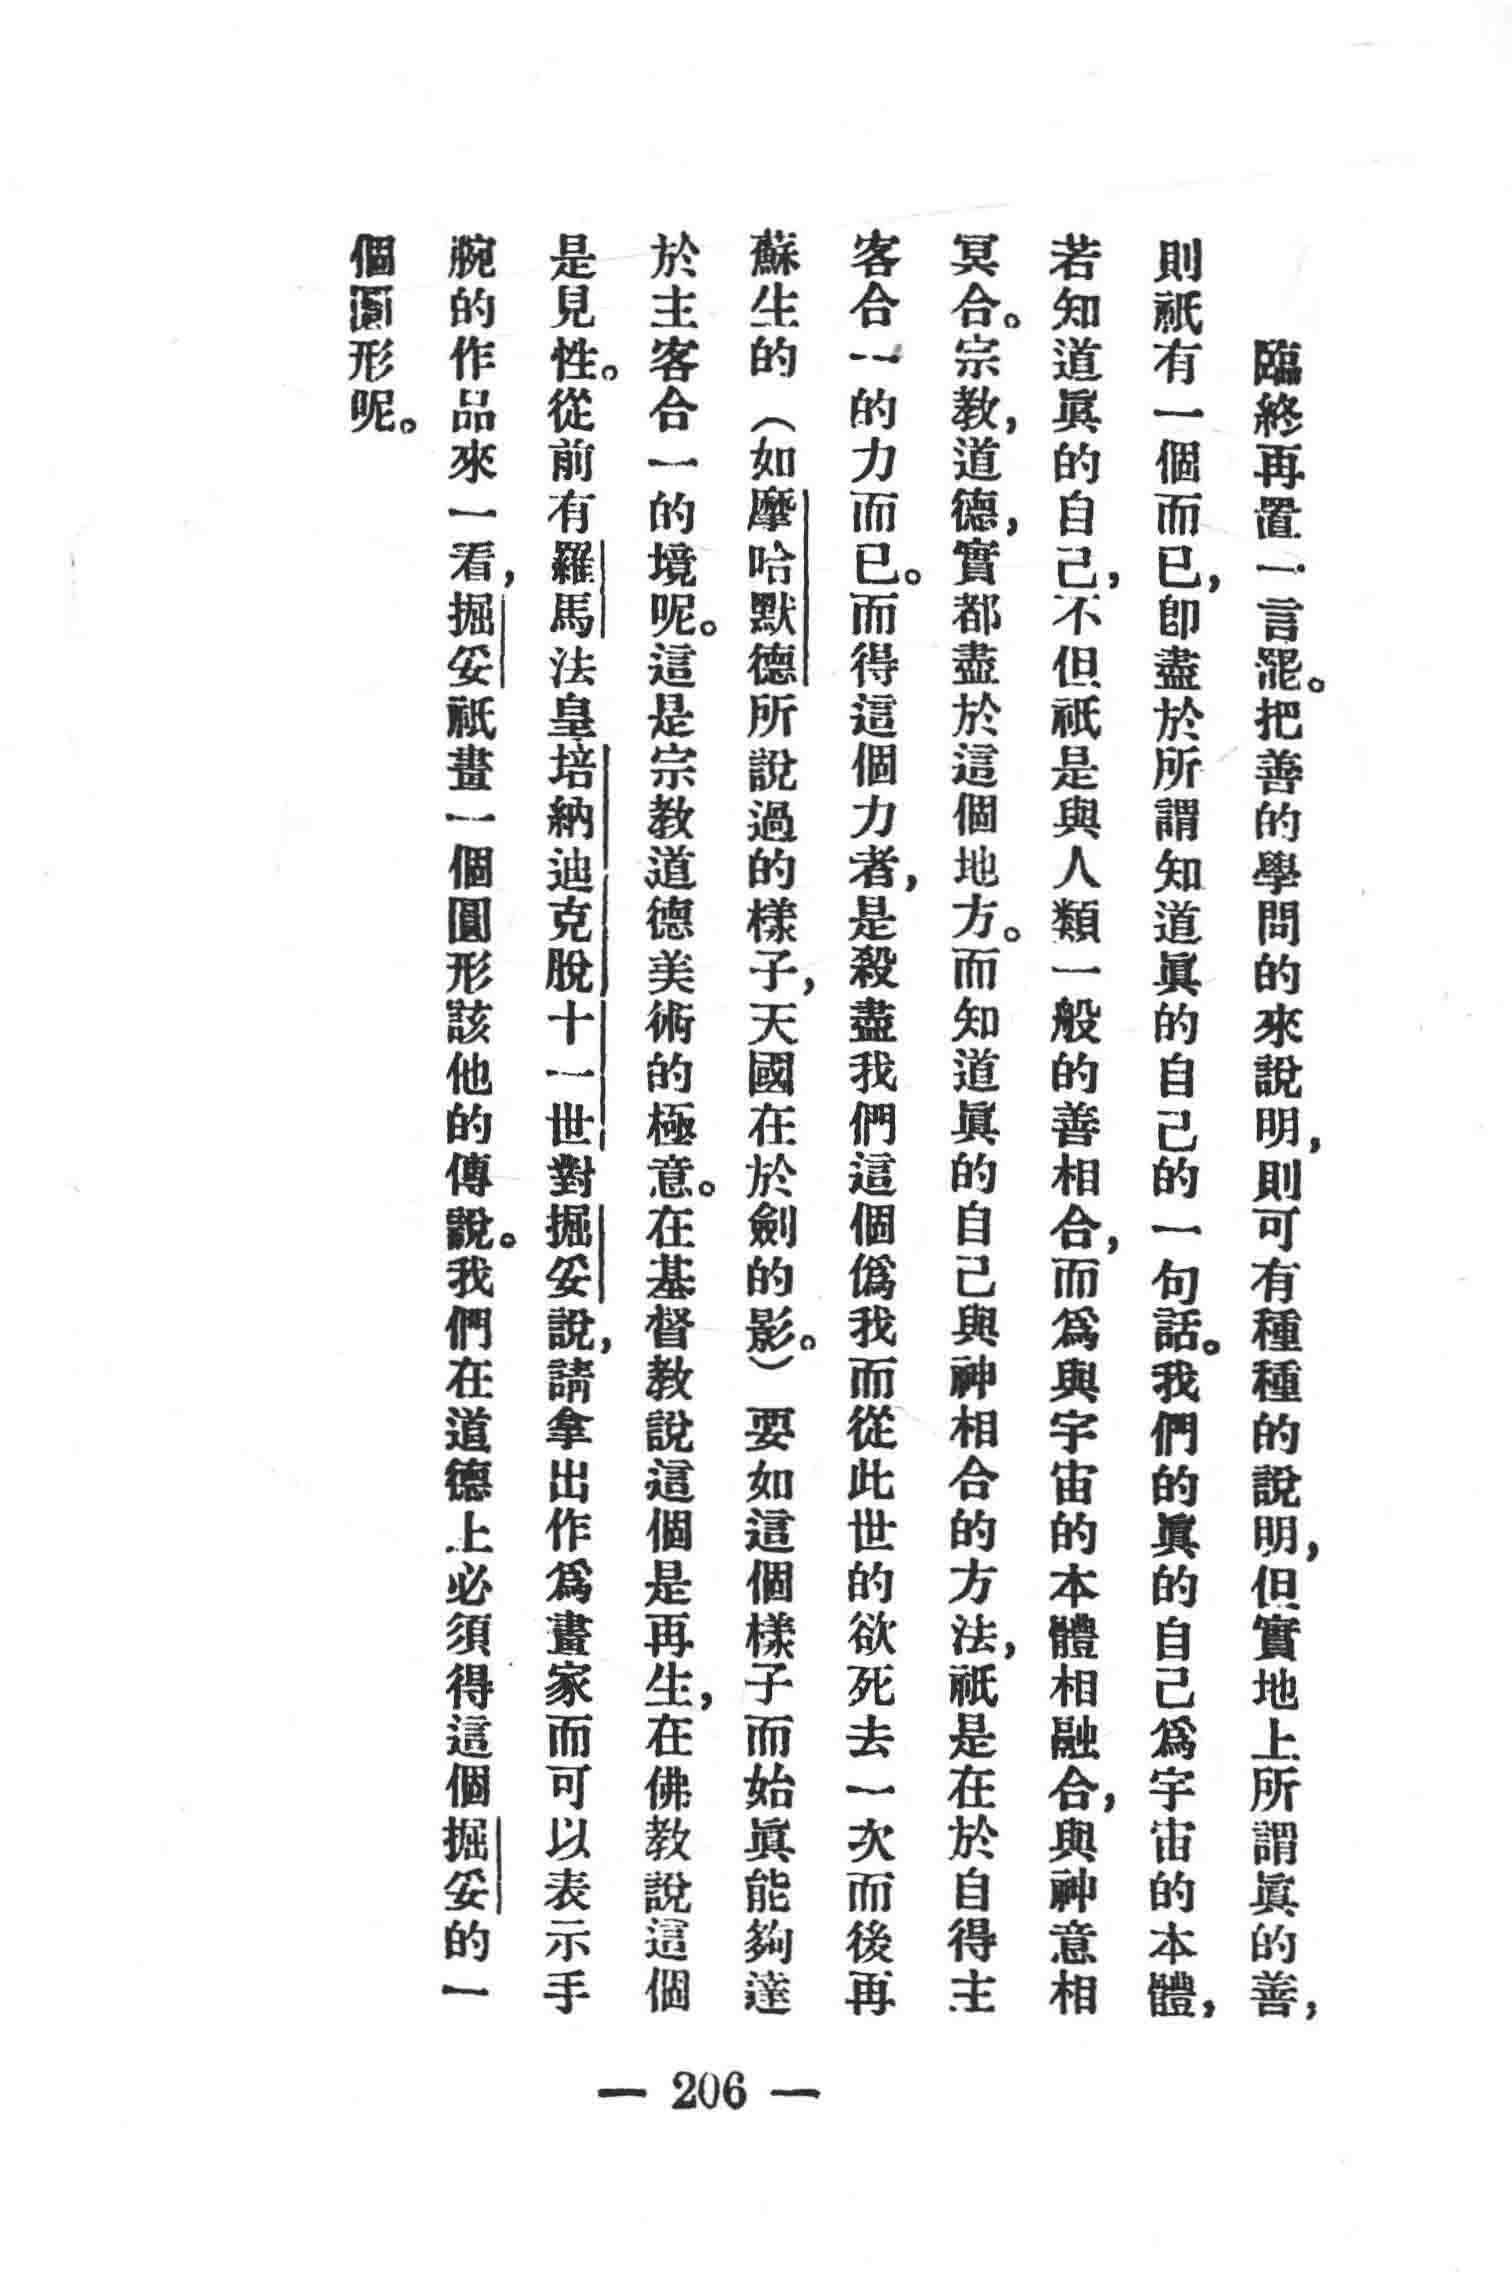 臨終再置一言罷。把善的學問的來說明，則可有種種的說明，但實地上所謂眞的善，
則祇有一個而已，卽盡於所謂知道眞的自己的一句話。我們的眞的自己爲宇宙的本體，
若知道眞的自己，不但祇是與人類一般的善相合，而爲與宇宙的本體相融合，與神意相
冥合。宗教，道德，實都盡於這個地方。而知道眞的自己與神相合的方法，祇是在於自得主
客合一的力而已。而得這個力者，是殺盡我們這個僞我而從此世的欲死去一次而後再
蘇生的（如摩哈默德所說過的樣子，天國在於劍的影。）要如這個樣子而始眞能夠達
於主客合一的境呢。這是宗教道德美術的極意。在基督教說這個是再生，在佛教說這個
是見性。從前有羅馬法皇培納迪克脫十一世對掘妥說，請拿出作爲畫家而可以表示手
腕的作品來一看，掘妥祇畫一個圓形該他的傳說。我們在道德上必須得這個掘妥的一
個圓形呢。
— 206 —